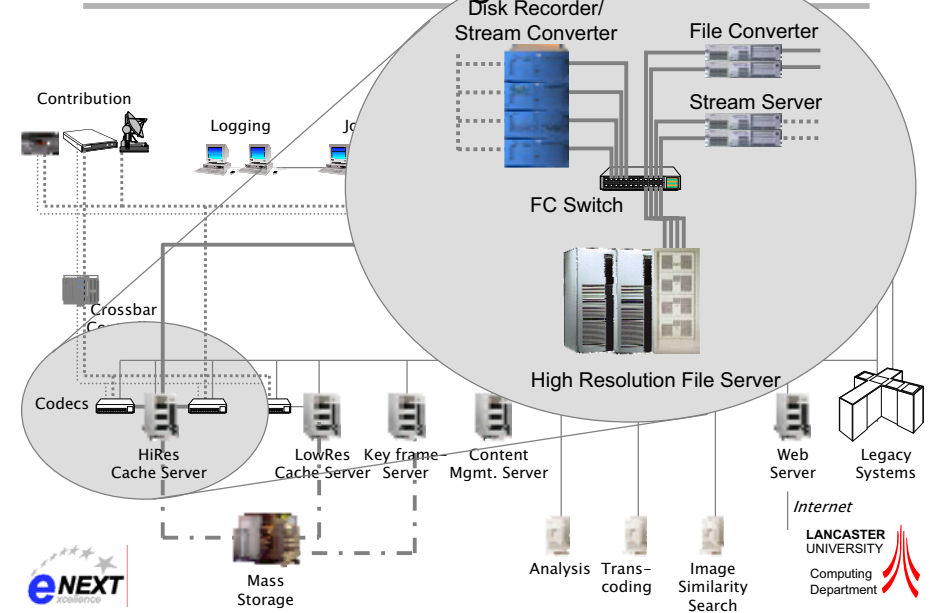 Disk Recorder/
Stream Converter
File Converter
Stream Server
FC Switch
High Resolution File Server
Contribution
Logging
Crossbar
Codecs
HiRes
Cache Server
LowRes
Cache Server
Key frame-
Server
Content
Mgmt. Server
Web
Server
Legacy
Systems
Internet
Mass
Storage
Analysis
Trans-
coding
Image
Similarity
Search
eNEXT
xcellence
LANCASTER
UNIVERSITY
Computing
Department